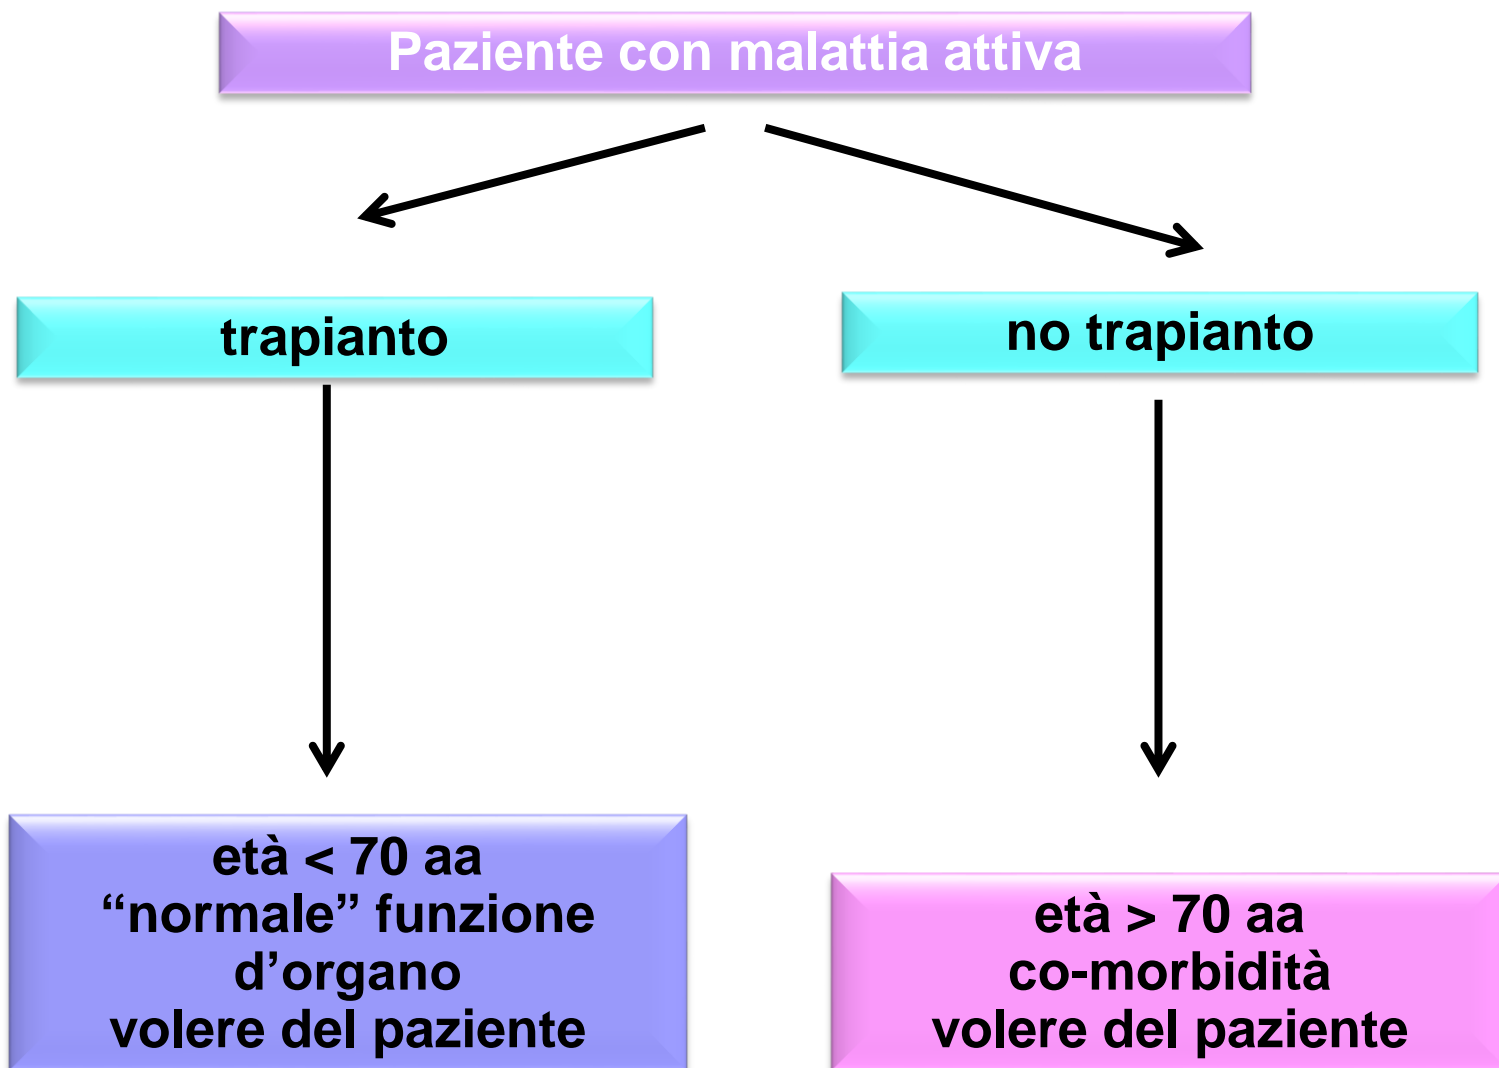 Paziente con malattia attiva
trapianto
no trapianto
età < 70 aa
“normale” funzione
d’organo
volere del paziente
età > 70 aa
co-morbidità
volere del paziente